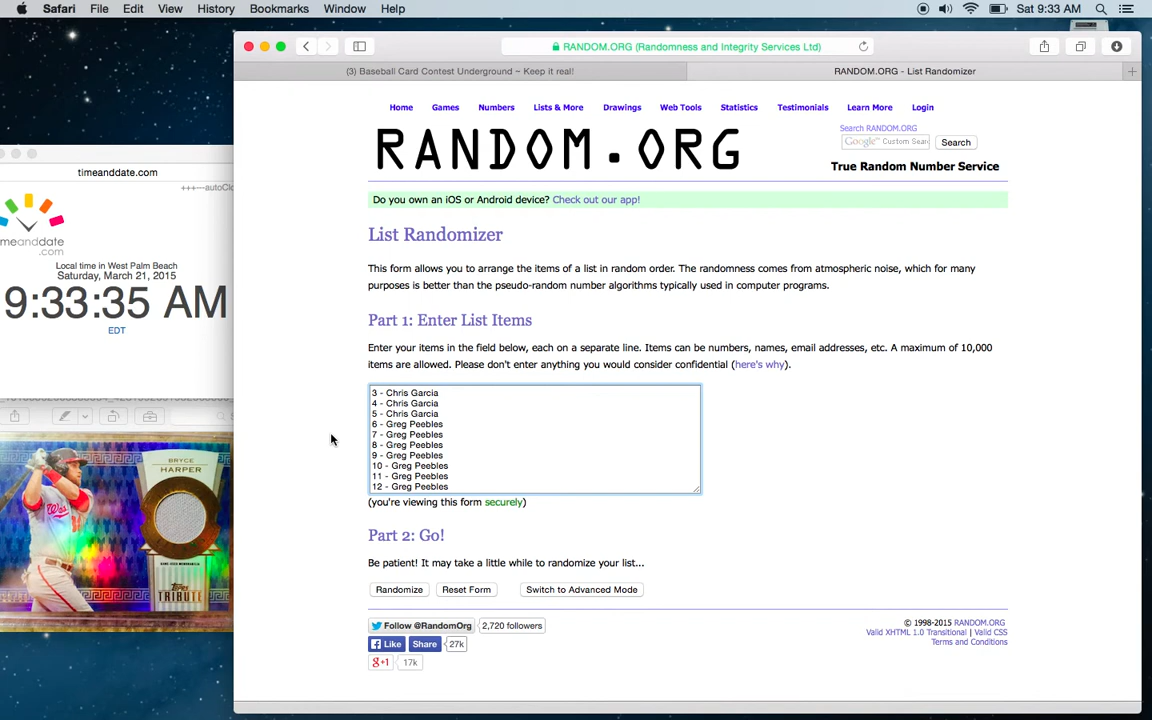 Safari File Edit View History Bookmarks Window Help Sat 9:33 AM
RANDOM.ORG (Randomness and Integrity Services Ltd)
(3) Baseball Card Contest Underground – Keep it real! RANDOM.ORG - List Randomizer
Home Games Numbers Lists & More Drawings Web Tools Statistics Testimonials Learn More Login
Search RANDOM.ORG
Google™ Custom Sear Search
RANDOM.ORG
True Random Number Service
Do you own an iOS or Android device? Check out our app!
List Randomizer
This form allows you to arrange the items of a list in random order. The randomness comes from atmospheric noise, which for many
purposes is better than the pseudo-random number algorithms typically used in computer programs.
Part 1: Enter List Items
Enter your items in the field below, each on a separate line. Items can be numbers, names, email addresses, etc. A maximum of 10,000
items are allowed. Please don't enter anything you would consider confidential (here's why).
3 - Chris Garcia
4 - Chris Garcia
5 - Chris Garcia
6 - Greg Peebles
7 - Greg Peebles
8 - Greg Peebles
9 - Greg Peebles
10 - Greg Peebles
11 - Greg Peebles
12 - Greg Peebles
(you're viewing this form securely)
Part 2: Go!
Be patient! It may take a little while to randomize your list...
Randomize Reset Form Switch to Advanced Mode
Follow @RandomOrg 2,720 followers
Like Share 27k
g+1 17k
© 1998-2015 RANDOM.ORG
Valid XHTML 1.0 Transitional | Valid CSS
Terms and Conditions
timeanddate.com
+++---autoClo
meanddate
.com
Local time in West Palm Beach
Saturday, March 21, 2015
9:33:35 AM
EDT
BRYCE
HARPER
topps
TRIBUTE